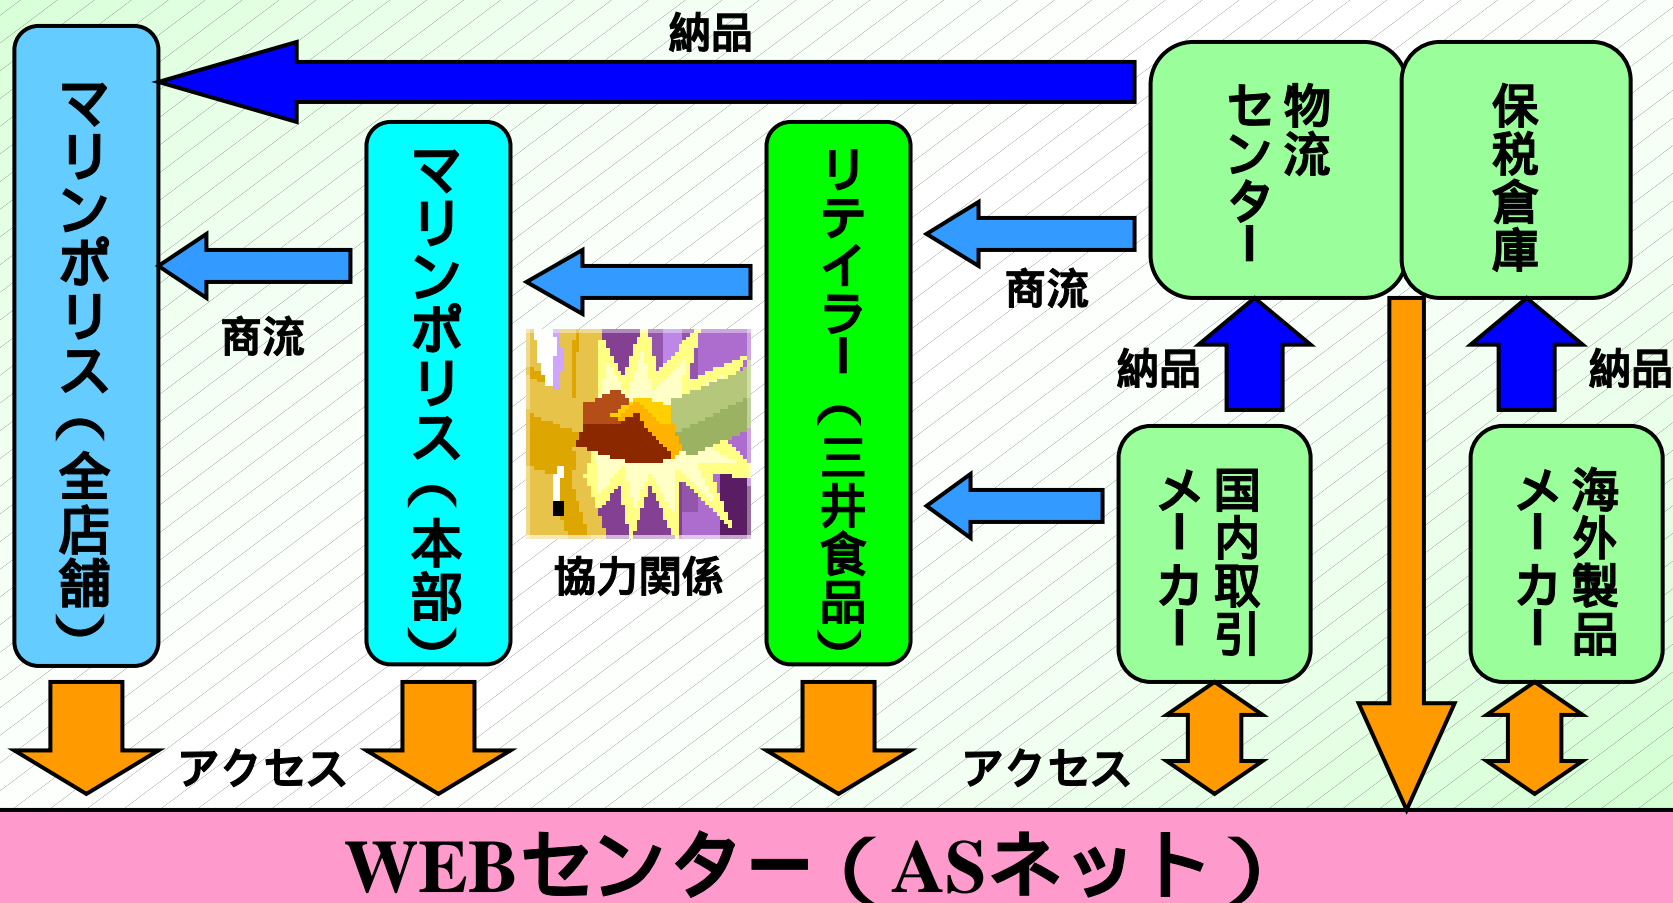 納品
マリンポリス（全店舗）
商流
マリンポリス（本部）
協力関係
リテイラー（三井食品）
商流
物流
センター
保税倉庫
納品
納品
国内取引
メーカー
海外製品
メーカー
アクセス
アクセス
WEBセンター（ASネット）